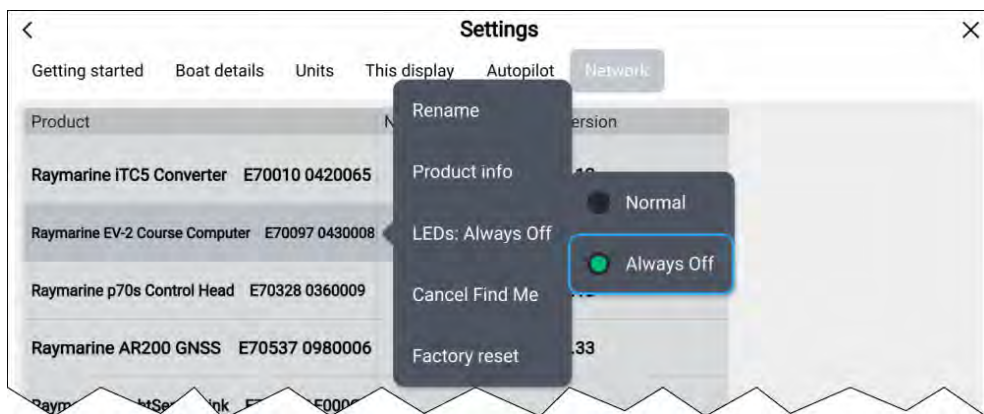 Settings
Getting started Boat details Units This display Autopilot Network
Product N ersion
Rename
Raymarine iTC5 Converter E70010 0420065
Product info
Normal
Raymarine EV-2 Course Computer E70097 0430008
LEDs: Always Off
Always Off
Raymarine p70s Control Head E70328 0360009
Cancel Find Me
Raymarine AR200 GNSS E70537 0980006 .33
Factory reset